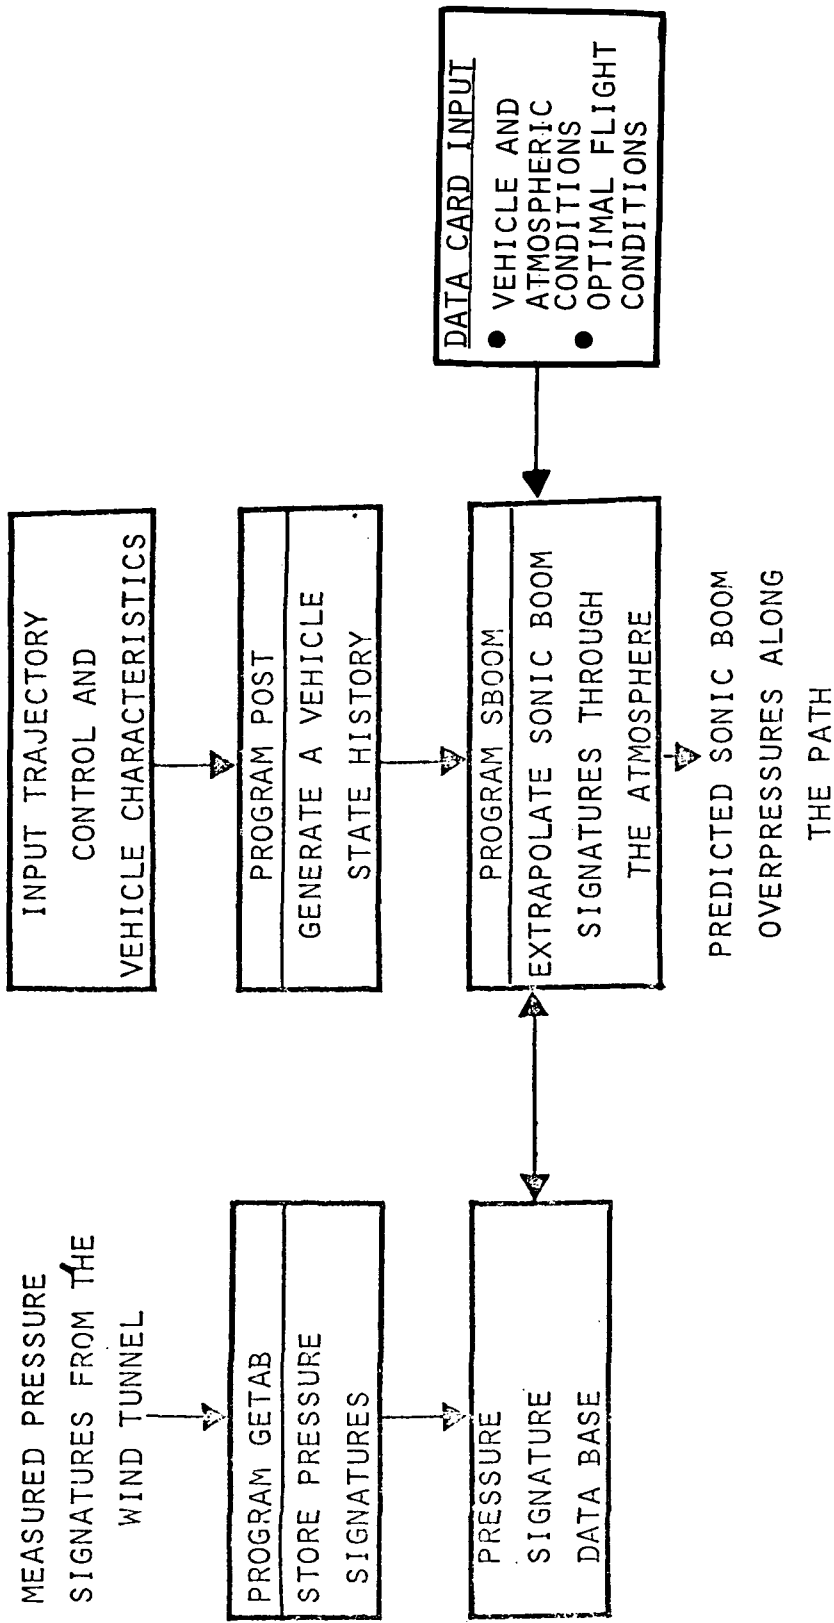 MEASURED PRESSURE
SIGNATURES FROM THE
WIND TUNNEL
PROGRAM GETAB
STORE PRESSURE
SIGNATURES
PRESSURE
SIGNATURE
DATA BASE
INPUT TRAJECTORY
CONTROL AND
VEHICLE CHARACTERISTICS
PROGRAM POST
GENERATE A VEHICLE
STATE HISTORY
PROGRAM SBOOM
EXTRAPOLATE SONIC BOOM
SIGNATURES THROUGH
THE ATMOSPHERE
PREDICTED SONIC BOOM
OVERPRESSURES ALONG
THE PATH
DATA CARD INPUT
● VEHICLE AND
ATMOSPHERIC
CONDITIONS
● OPTIMAL FLIGHT
CONDITIONS